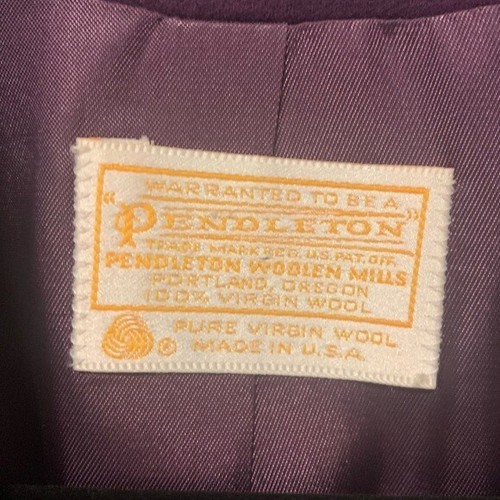 WARRANTED TO BE A
"PENDLETON"
TRADE MARK REG. U.S. PAT. OFF.
PENDLETON WOOLEN MILLS
PORTLAND, OREGON
100% VIRGIN WOOL
PURE VIRGIN WOOL
© MADE IN U.S.A.